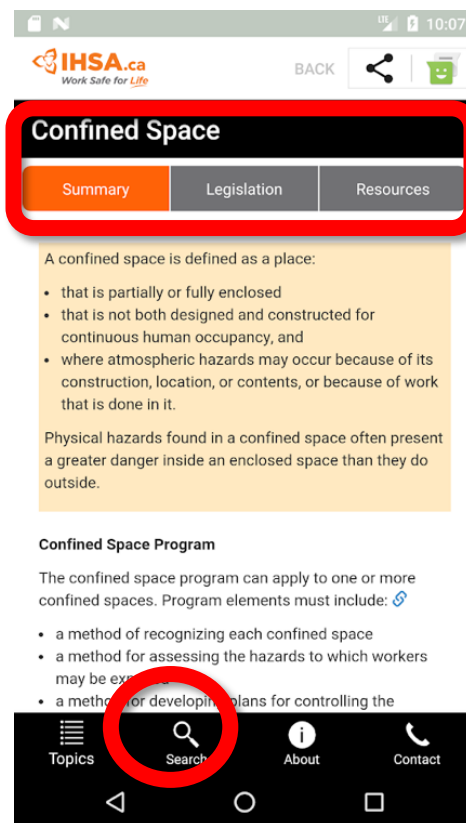 LTE 10:07
IHSA.ca
Work Safe for Life
BACK
Confined Space
Summary Legislation Resources
A confined space is defined as a place:
• that is partially or fully enclosed
• that is not both designed and constructed for
continuous human occupancy, and
• where atmospheric hazards may occur because of its
construction, location, or contents, or because of work
that is done in it.
Physical hazards found in a confined space often present
a greater danger inside an enclosed space than they do
outside.
Confined Space Program
The confined space program can apply to one or more
confined spaces. Program elements must include:
• a method of recognizing each confined space
• a method for assessing the hazards to which workers
may be
• a method for developing plans for controlling the
Topics Search About Contact